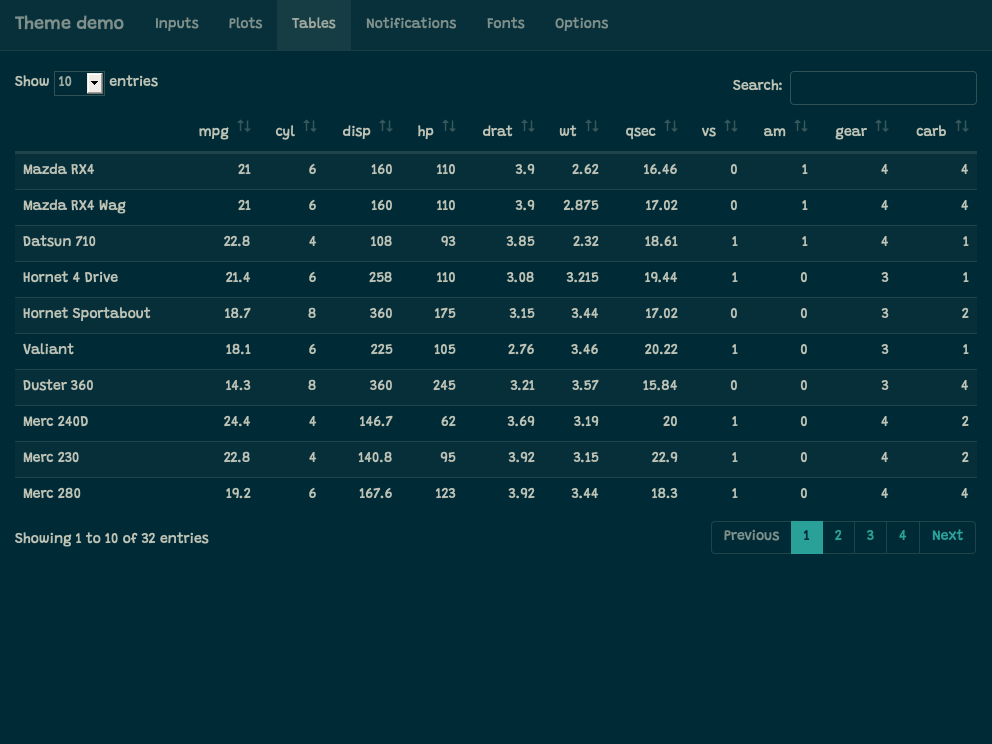 Theme demo Inputs Plots Tables Notifications Fonts Options
Show 10 entries Search:
mpg cyl disp hp drat wt qsec vs am gear carb
Mazda RX4 21 6 160 110 3.9 2.62 16.46 0 1 4 4
Mazda RX4 Wag 21 6 160 110 3.9 2.875 17.02 0 1 4 4
Datsun 710 22.8 4 108 93 3.85 2.32 18.61 1 1 4 1
Hornet 4 Drive 21.4 6 258 110 3.08 3.215 19.44 1 0 3 1
Hornet Sportabout 18.7 8 360 175 3.15 3.44 17.02 0 0 3 2
Valiant 18.1 6 225 105 2.76 3.46 20.22 1 0 3 1
Duster 360 14.3 8 360 245 3.21 3.57 15.84 0 0 3 4
Merc 240D 24.4 4 146.7 62 3.69 3.19 20 1 0 4 2
Merc 230 22.8 4 140.8 95 3.92 3.15 22.9 1 0 4 2
Merc 280 19.2 6 167.6 123 3.92 3.44 18.3 1 0 4 4
Showing 1 to 10 of 32 entries Previous 1 2 3 4 Next